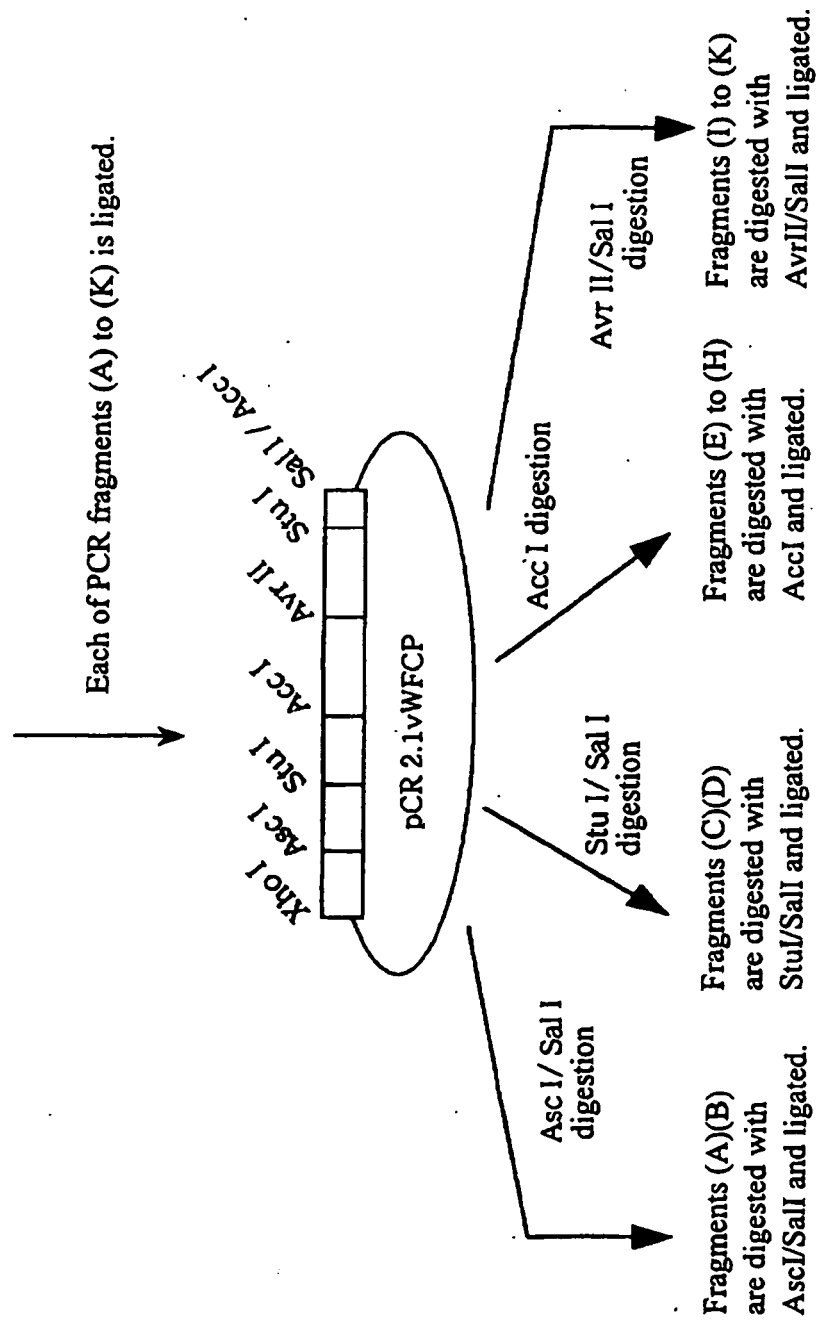 Each of PCR fragments (A) to (K) is ligated.
Xho I
Asc I
Stu I
Acc I
Avr II
Stu I
Sal I / Acc I
pCR 2.1vWFCP
Asc I/ Sal I
digestion
Stu I/ Sal I
digestion
Acc I digestion
Avr II/Sal I
digestion
Fragments (A)(B)
are digested with
AscI/SalI and ligated.
Fragments (C)(D)
are digested with
StuI/SalI and ligated.
Fragments (E) to (H)
are digested with
AccI and ligated.
Fragments (I) to (K)
are digested with
AvrII/SalI and ligated.